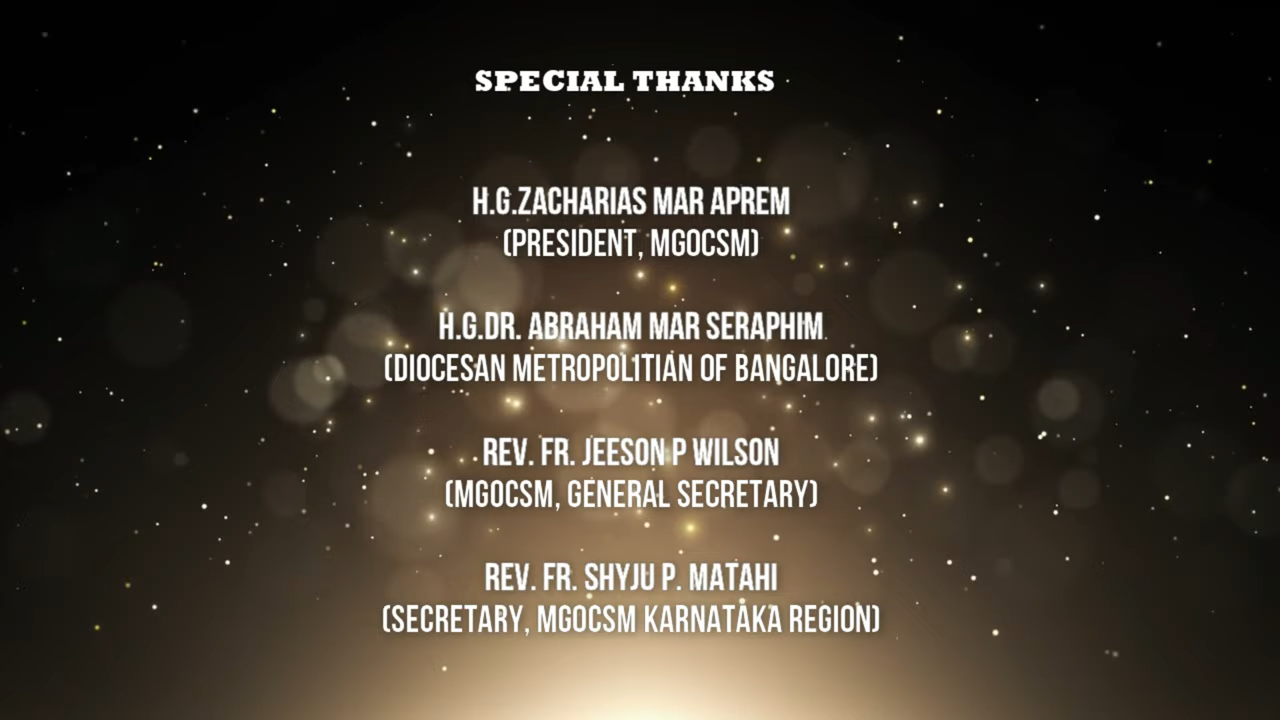 SPECIAL THANKS
H.G.ZACHARIAS MAR APREM
(PRESIDENT, MGOCSM)
H.G.DR. ABRAHAM MAR SERAPHIM
(DIOCESAN METROPOLITIAN OF BANGALORE)
REV. FR. JEESON P WILSON
(MGOCSM, GENERAL SECRETARY)
REV. FR. SHYJU P. MATAHI
(SECRETARY, MGOCSM KARNATAKA REGION)